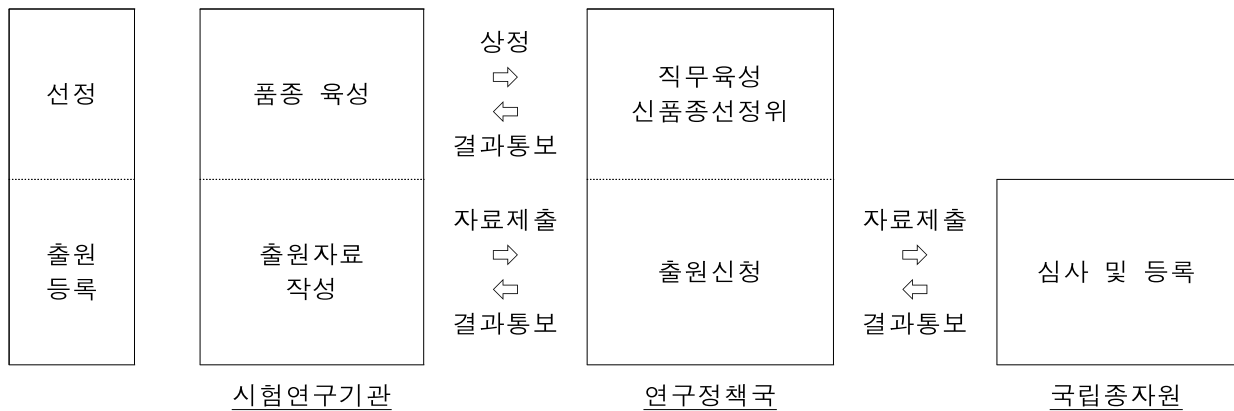 선정
품종 육성
상정
⇨
⇦
결과통보
직무육성
신품종선정위
출원
등록
출원자료
작성
자료제출
⇨
⇦
결과통보
출원신청
자료제출
⇨
⇦
결과통보
심사 및 등록
시험연구기관
연구정책국
국립종자원